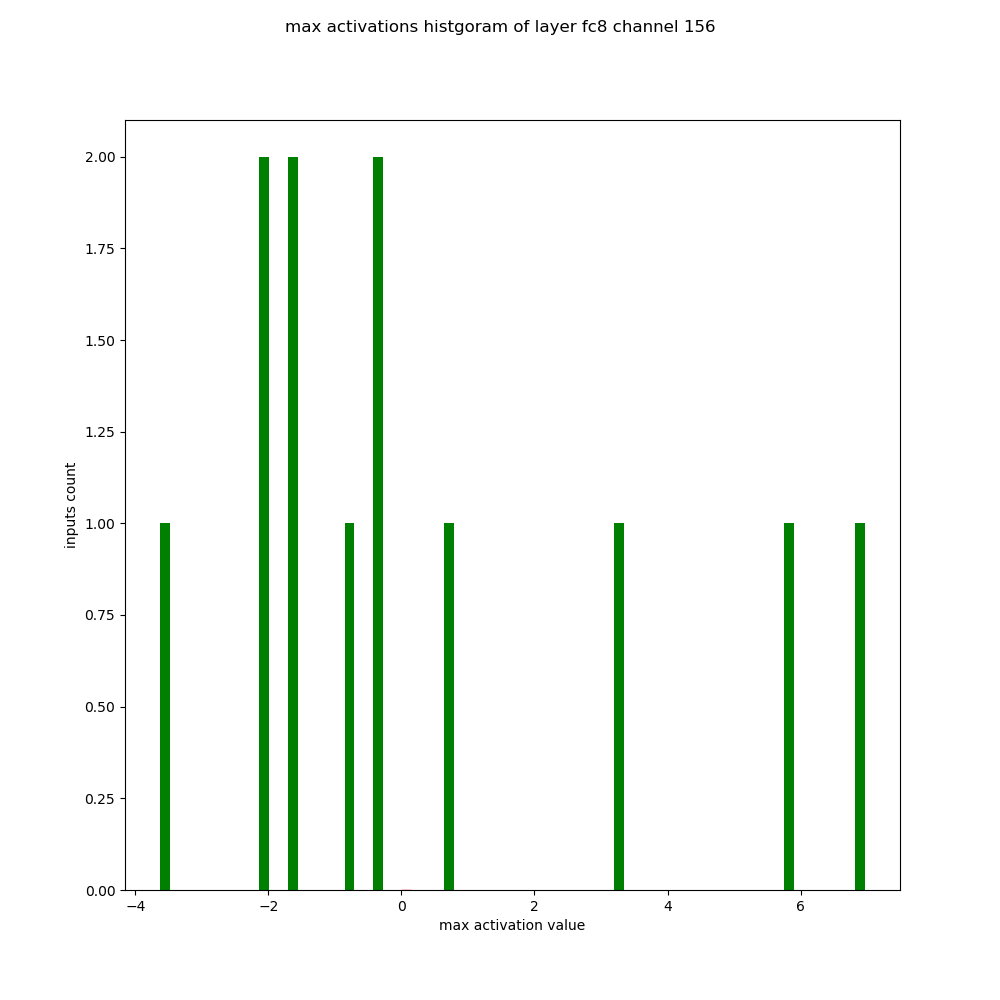 max activations histgoram of layer fc8 channel 156
2.00
1.75
1.50
1.25
1.00
0.75
0.50
0.25
0.00
inputs count
−4 −2 0 2 4 6
max activation value